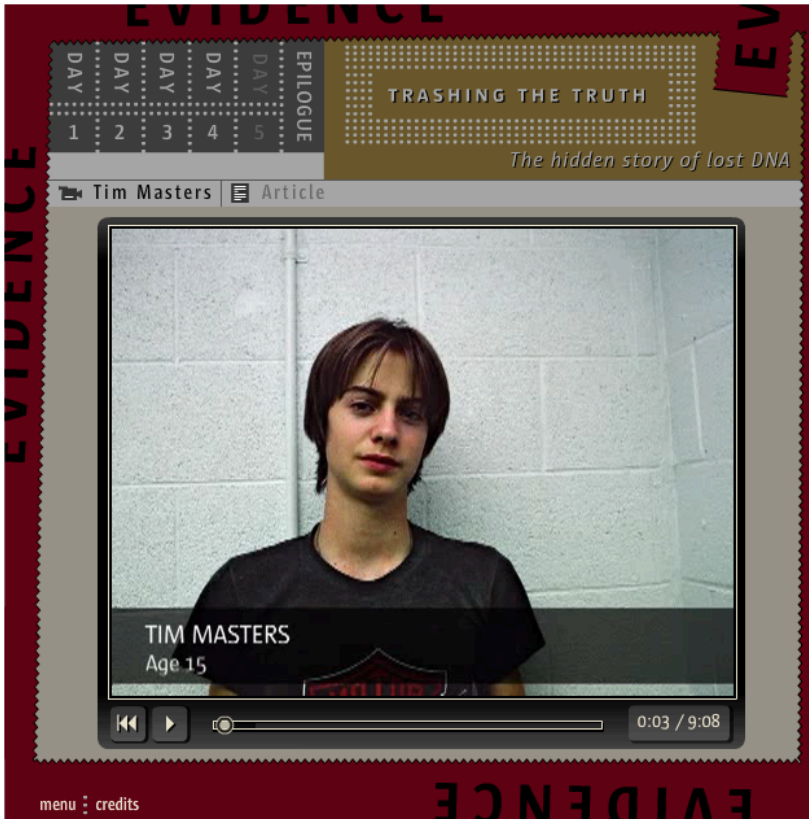 EVIDENCE
EV
DAY 1
DAY 2
DAY 3
DAY 4
DAY 5
EPILOGUE
TRASHING THE TRUTH
The hidden story of lost DNA
Tim Masters
Article
EVIDENCE
TIM MASTERS
Age 15
0:03 / 9:08
menu
credits
EVIDENCE